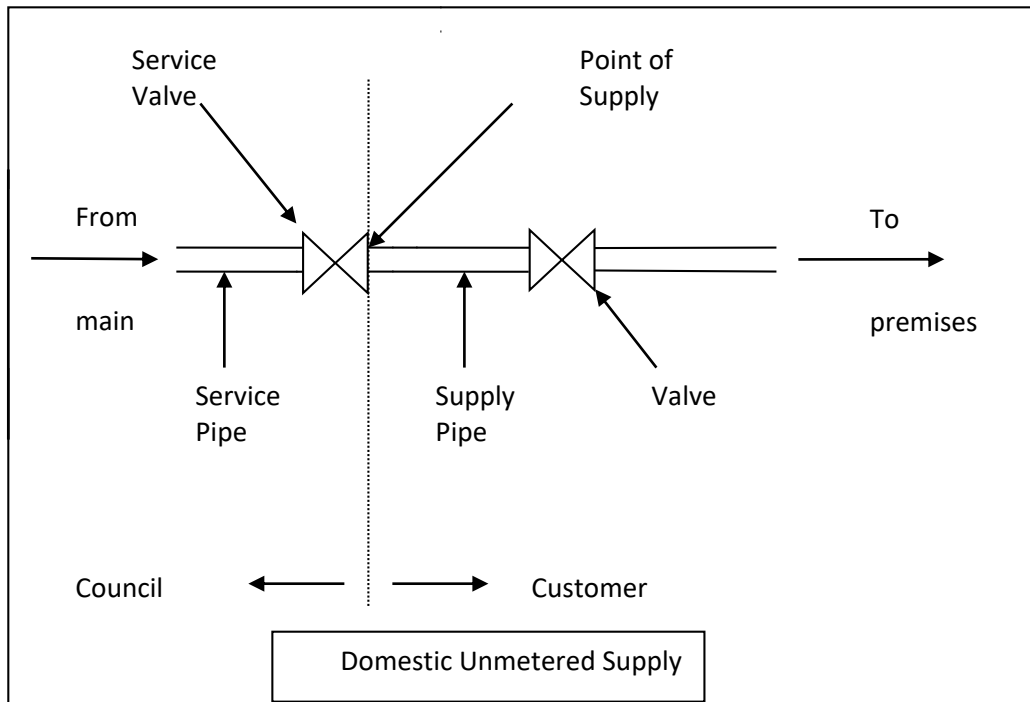 Service
Valve
Point of
Supply
From
main
To
premises
Service
Pipe
Supply
Pipe
Valve
Council
Customer
Domestic Unmetered Supply